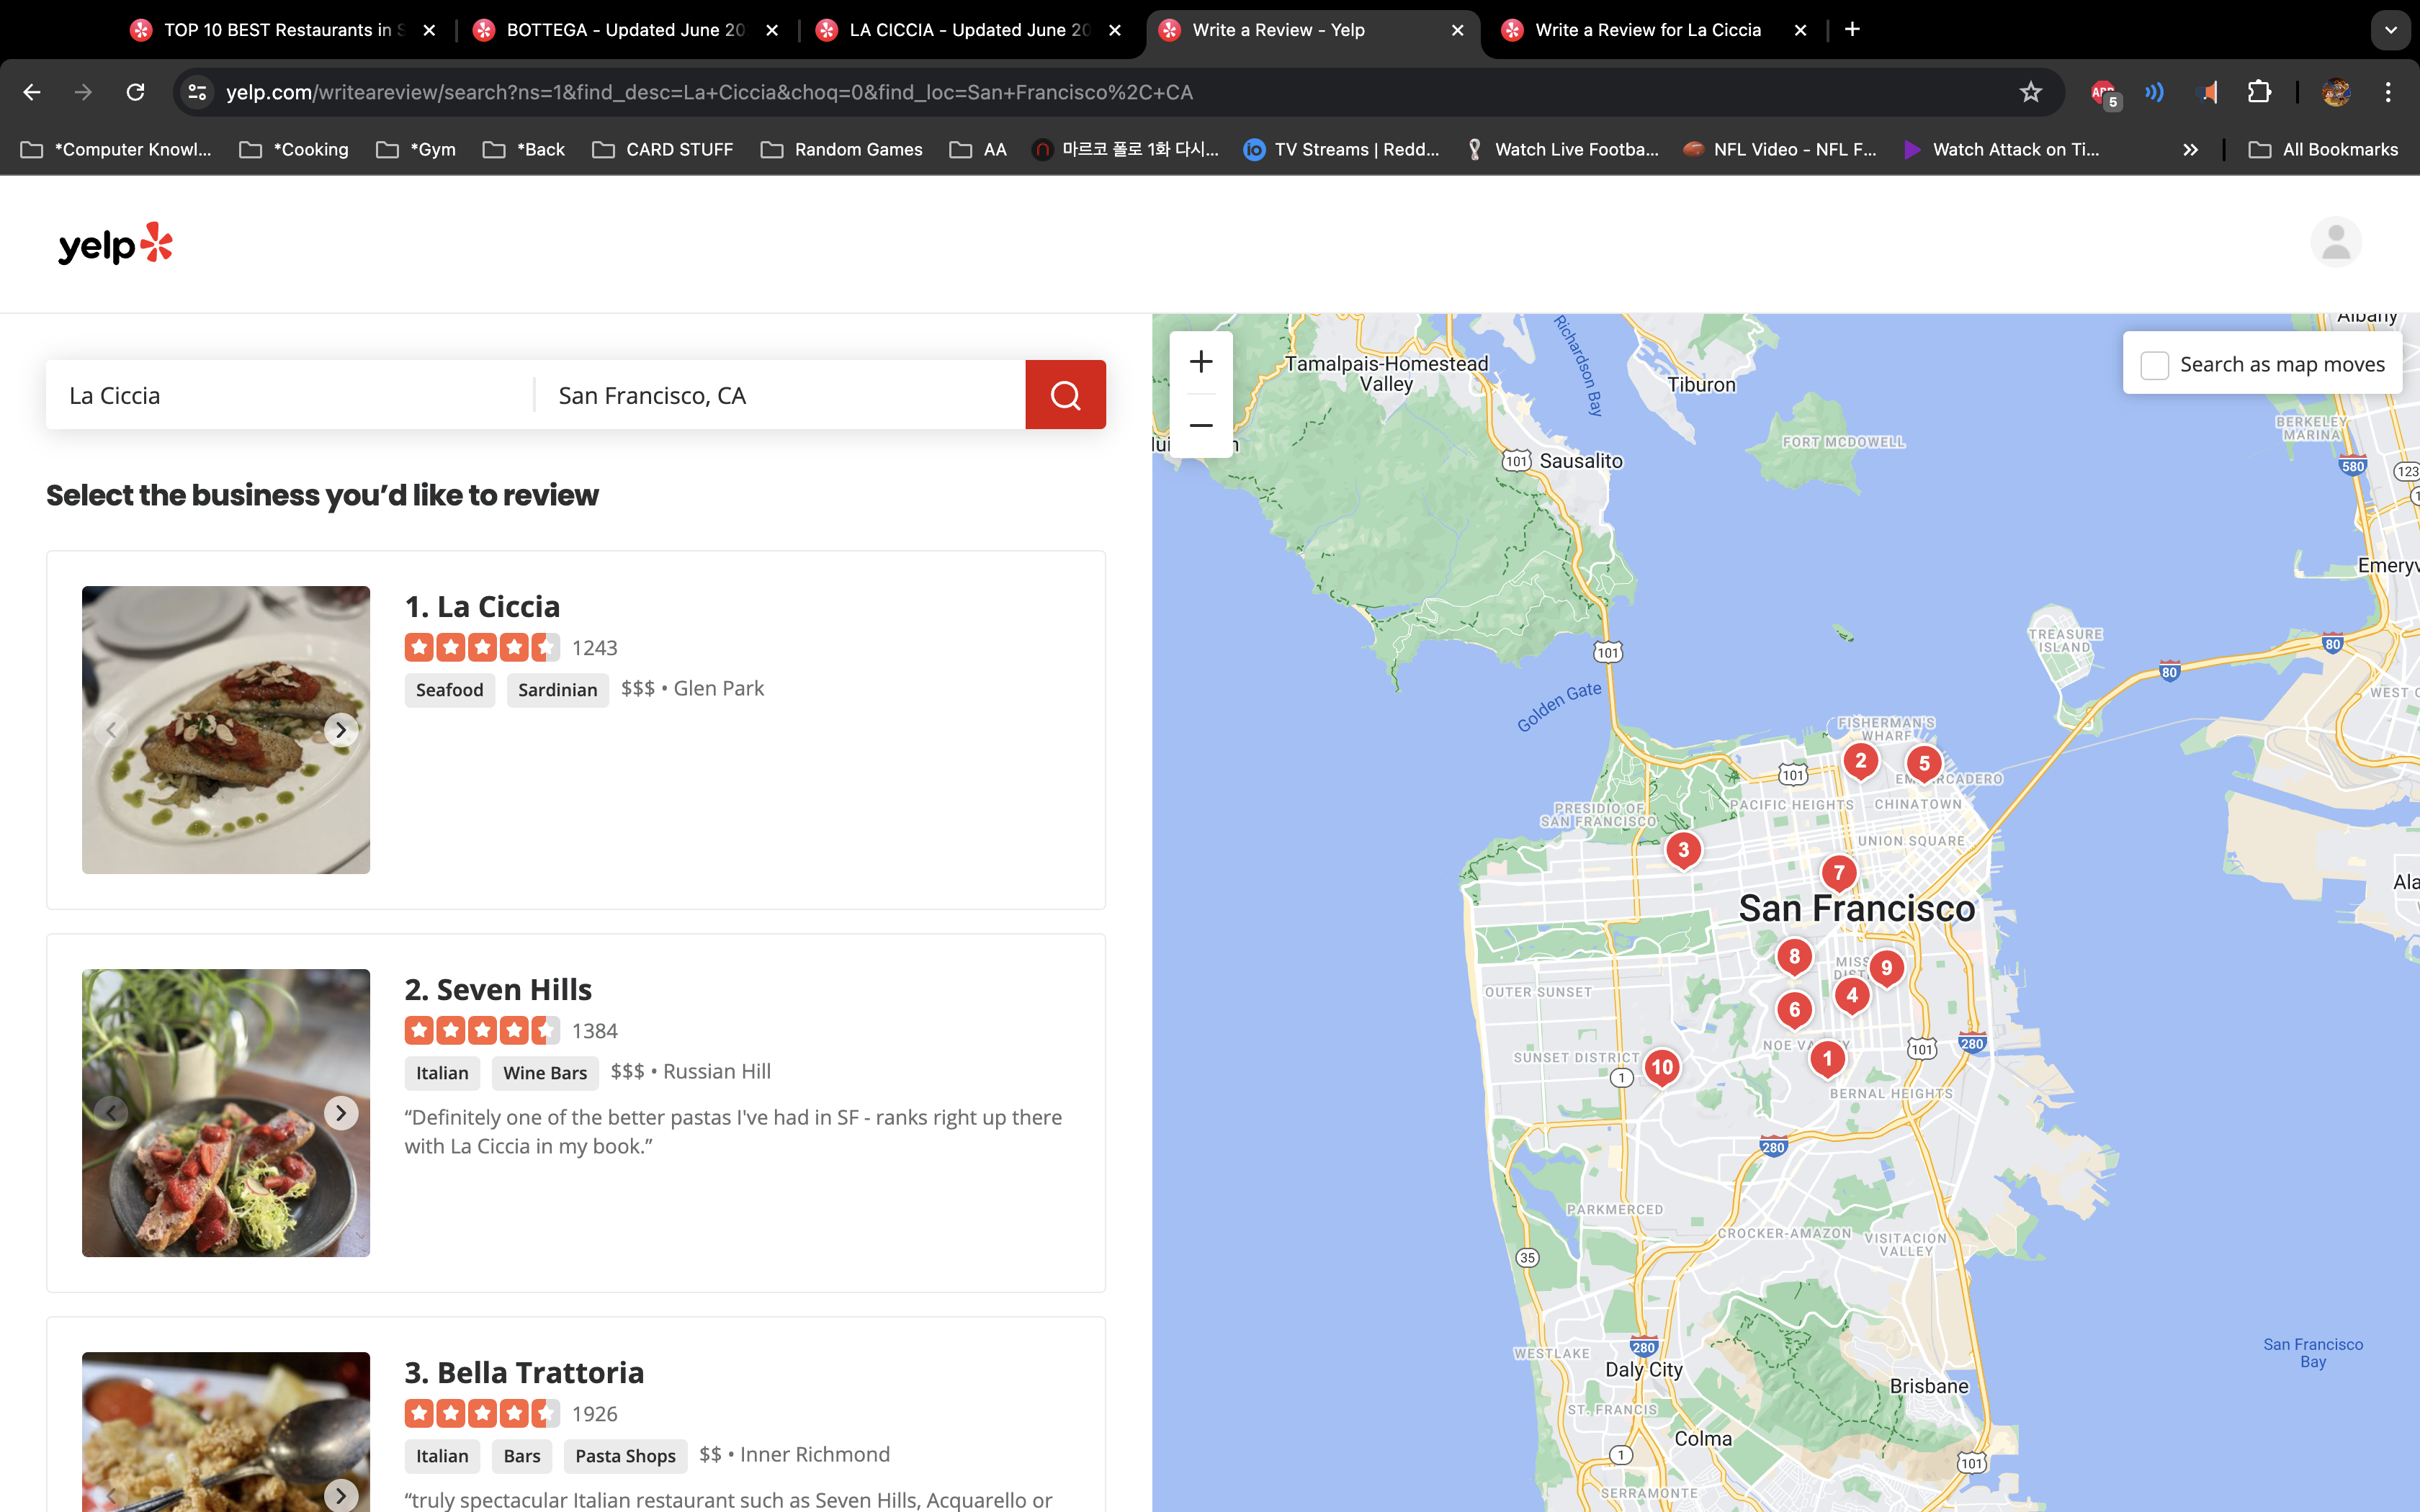 TOP 10 BEST Restaurants in S
BOTTEGA - Updated June 20
LA CICCIA - Updated June 20
Write a Review - Yelp
Write a Review for La Ciccia
yelp.com/writeareview/search?ns=1&find_desc=La+Ciccia&choq=0&find_loc=San+Francisco%2C+CA
ABP
5
*Computer Knowl...
*Cooking
*Gym
*Back
CARD STUFF
Random Games
AA
마르코 폴로 1화 다시...
TV Streams | Redd...
Watch Live Footba...
NFL Video - NFL F...
Watch Attack on Ti...
All Bookmarks
yelp
La Ciccia
San Francisco, CA
Select the business you’d like to review
1. La Ciccia
1243
Seafood
Sardinian
$$$ • Glen Park
2. Seven Hills
1384
Italian
Wine Bars
$$$ • Russian Hill
“Definitely one of the better pastas I've had in SF - ranks right up there
with La Ciccia in my book.”
3. Bella Trattoria
1926
Italian
Bars
Pasta Shops
$$ • Inner Richmond
“truly spectacular Italian restaurant such as Seven Hills, Acquarello or
Search as map moves
Albany
Richardson Bay
Tamalpais-Homestead
Valley
Tiburon
FORT MCDOWELL
BERKELEY
MARINA
580
123
101
Sausalito
Emeryv
TREASURE
ISLAND
101
80
80
WEST O
Golden Gate
FISHERMAN'S
WHARF
2
5
101
EMBARCADERO
PACIFIC HEIGHTS
CHINATOWN
PRESIDIO OF
SAN FRANCISCO
UNION SQUARE
3
7
Ala
San Francisco
8
9
4
6
OUTER SUNSET
NOE VALLEY
101
280
SUNSET DISTRICT
10
1
1
BERNAL HEIGHTS
280
PARKMERCED
CROCKER-AMAZON
VISITACION
VALLEY
35
280
WESTLAKE
Daly City
San Francisco
Bay
Brisbane
ST. FRANCIS
Colma
1
101
SERRAMONTE